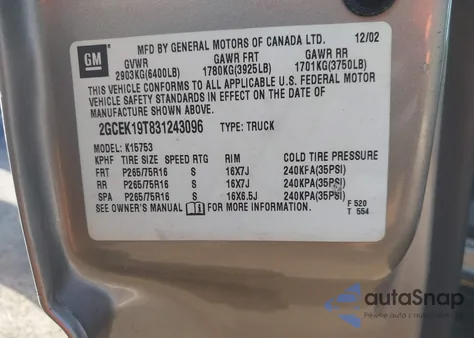 GM
MFD BY GENERAL MOTORS OF CANADA LTD. 12/02
GVWR GAWR FRT GAWR RR
2903KG(6400LB) 1780KG(3925LB) 1701KG(3750LB)
THIS VEHICLE CONFORMS TO ALL APPLICABLE U.S. FEDERAL MOTOR
VEHICLE SAFETY STANDARDS IN EFFECT ON THE DATE OF
MANUFACTURE SHOWN ABOVE.
2GCEK19T831243096 TYPE: TRUCK
MODEL: K15753
KPHF TIRE SIZE SPEED RTG RIM COLD TIRE PRESSURE
FRT P265/75R16 S 16X7J 240KFA(35PSI)
RR P265/75R16 S 16X7J 240KPA(35PSI)
SPA P265/75R16 S 16X6.5J 240KPA(35PSI)
SEE OWNER'S MANUAL FOR MORE INFORMATION. F 520
T 554
autoSnap
Pewne auto z